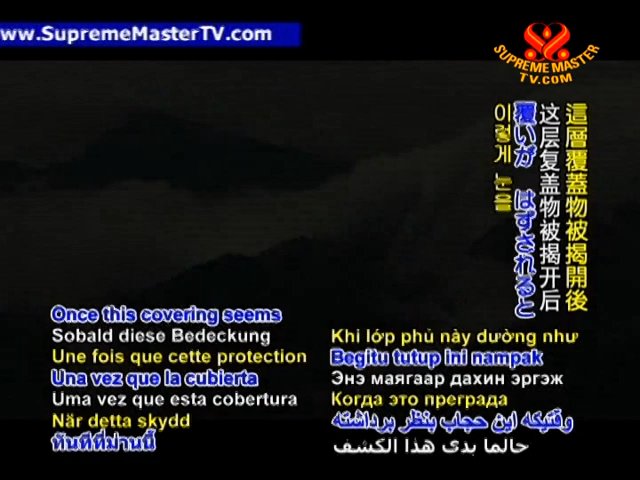 ww.SupremeMasterTV.com
SUPREME MASTER
TV.COM
這層覆蓋物被揭開後
这层复盖物被揭开后
覆いが はずされると
이렇게 눈을
Once this covering seems
Sobald diese Bedeckung
Une fois que cette protection
Una vez que la cubierta
Uma vez que esta cobertura
När detta skydd
ทันทีที่ม่านนี้
Khi lớp phủ này dường như
Begitu tutup ini nampak
Энэ маягаар дахин эргэж
Когда это преграда
وقتیکه این حجاب بنظر برداشته
حالما بدى هذا الكشف